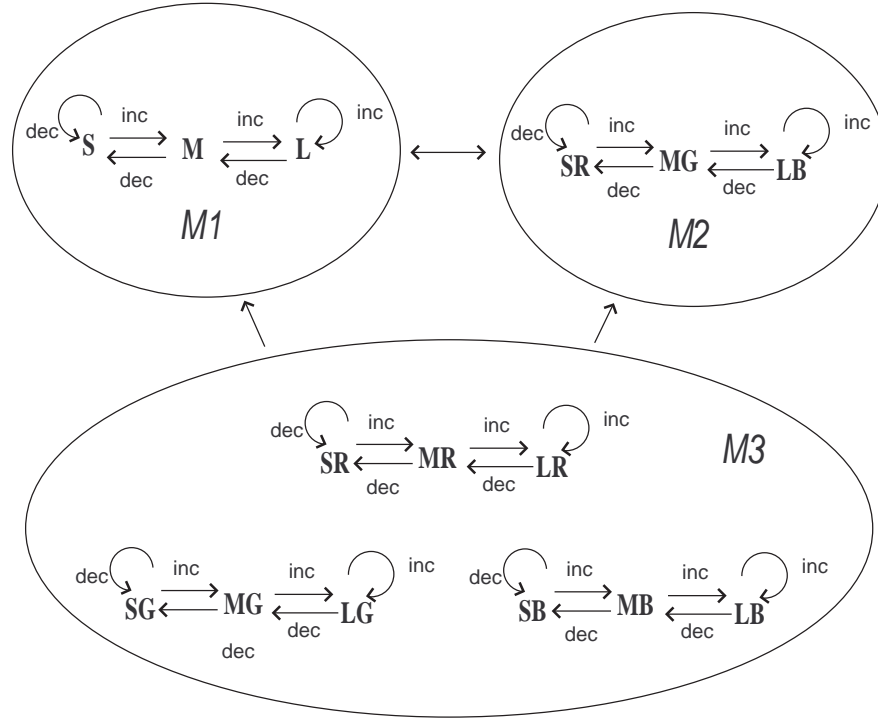 inc inc
dec S M L
dec dec
M1
inc inc inc
dec SR MG LB
dec dec
M2
inc inc inc
dec SR MR LR
dec dec
M3
inc inc inc
dec SG MG LG
dec
dec
inc inc inc
dec SB MB LB
dec dec